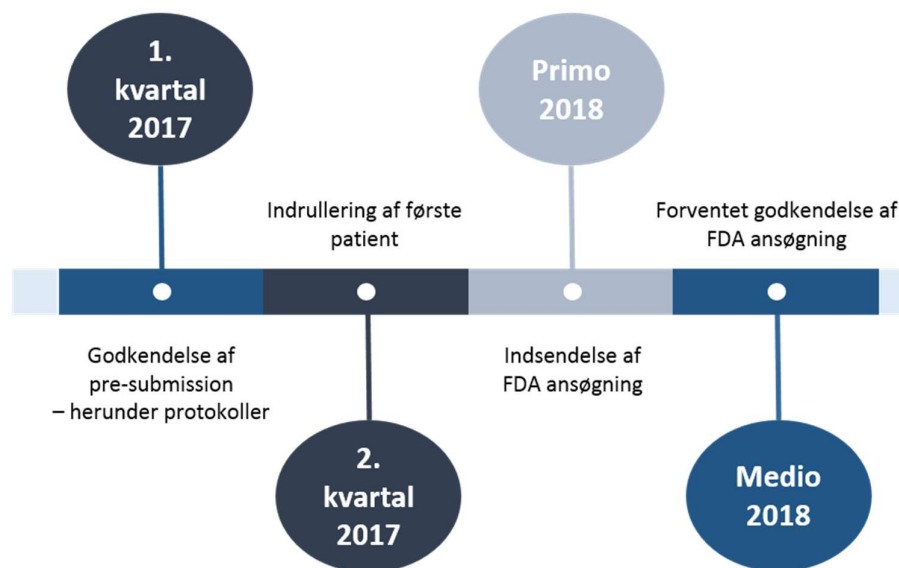 1.
kvartal
2017
Primo
2018
Indrullering af første
patient
Forventet godkendelse af
FDA ansøgning
Godkendelse af
pre-submission
– herunder protokoller
Indsendelse af
FDA ansøgning
2.
kvartal
2017
Medio
2018